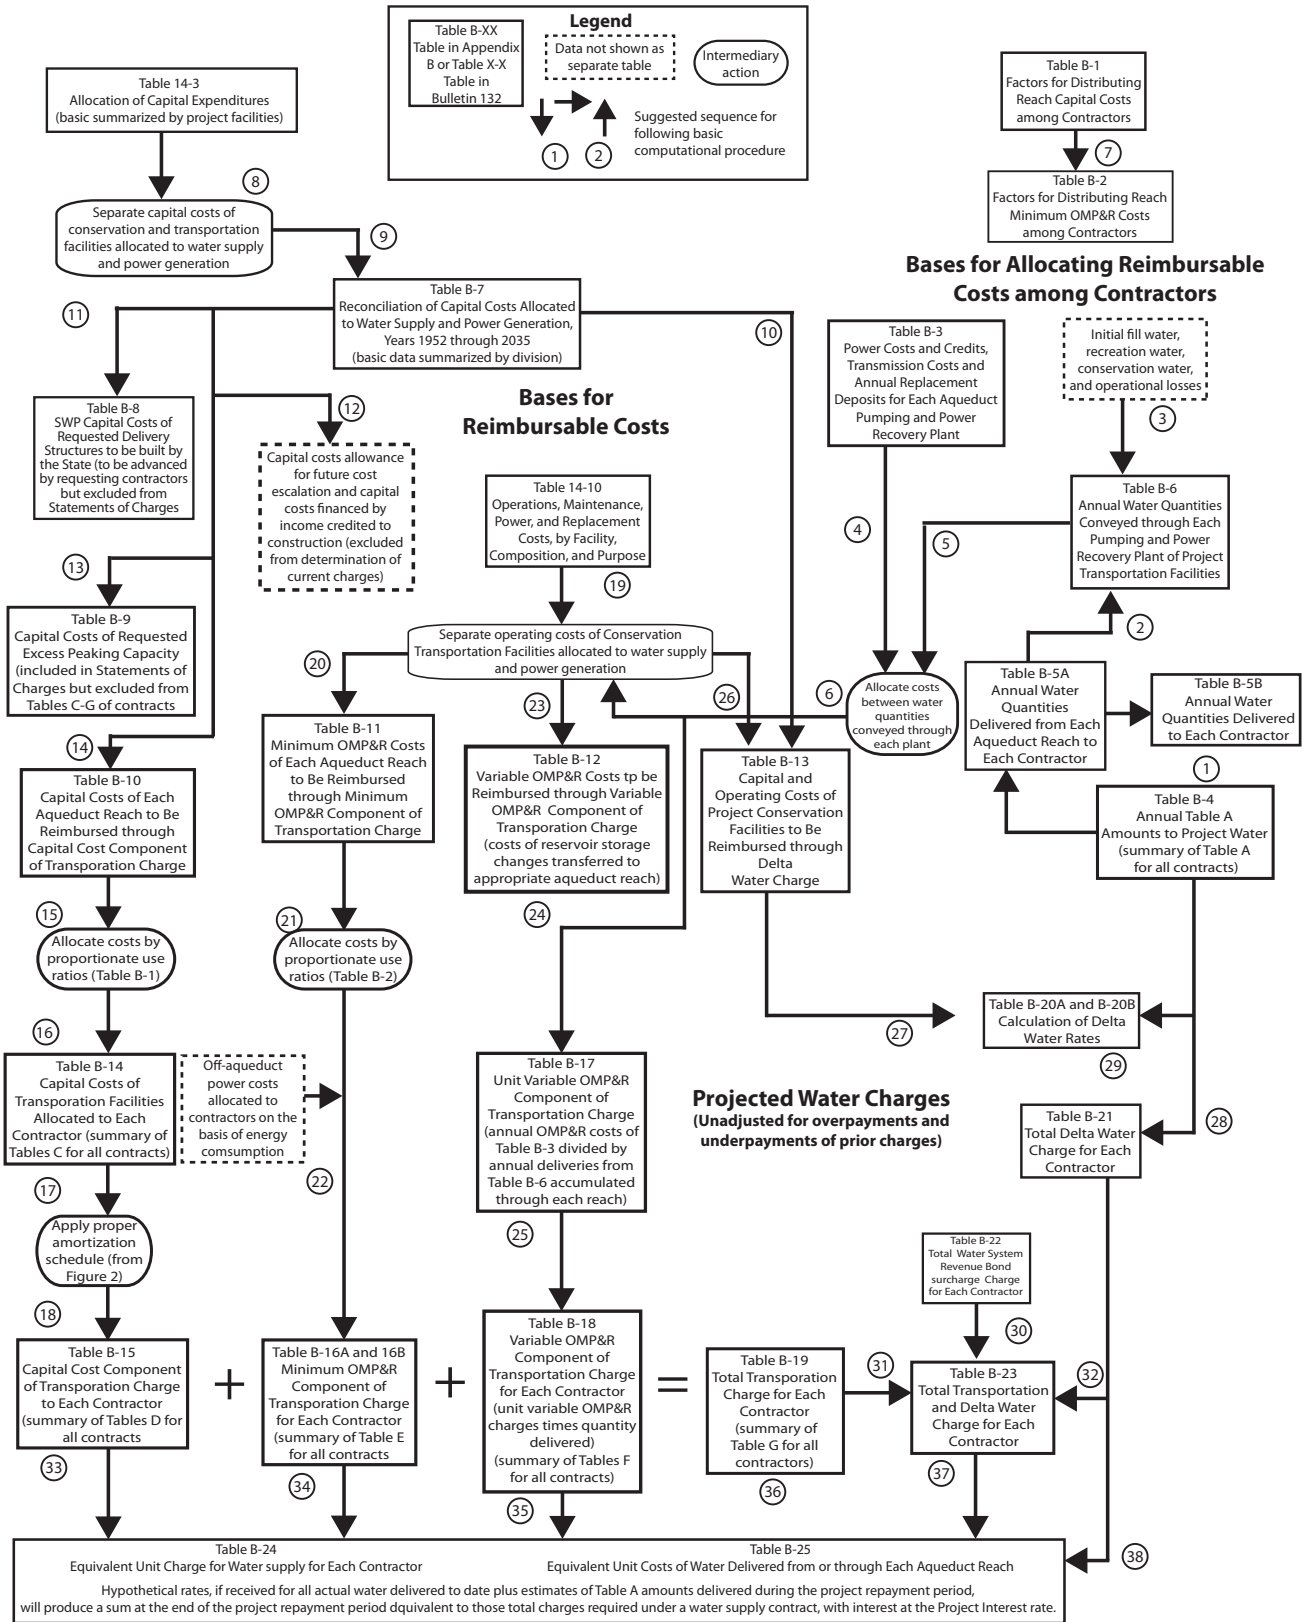 Legend
Table B-XX
Table in Appendix
B or Table X-X
Table in
Bulletin 132
Data not shown as
separate table
Intermediary
action
1
2
Suggested sequence for
following basic
computational procedure
Table 14-3
Allocation of Capital Expenditures
(basic summarized by project facilities)
8
Separate capital costs of
conservation and transportation
facilities allocated to water supply
and power generation
9
Table B-1
Factors for Distributing
Reach Capital Costs
among Contractors
7
Table B-2
Factors for Distributing Reach
Minimum OMP&R Costs
among Contractors
Bases for Allocating Reimbursable
Costs among Contractors
Table B-7
Reconciliation of Capital Costs Allocated
to Water Supply and Power Generation,
Years 1952 through 2035
(basic data summarized by division)
11
10
Table B-3
Power Costs and Credits,
Transmission Costs and
Annual Replacement
Deposits for Each Aqueduct
Pumping and Power
Recovery Plant
Initial fill water,
recreation water,
conservation water,
and operational losses
3
Table B-8
SWP Capital Costs of
Requested Delivery
Structures to be built by
the State (to be advanced
by requesting contractors
but excluded from
Statements of Charges
12
Capital costs allowance
for future cost
escalation and capital
costs financed by
income credited to
construction (excluded
from determination of
current charges)
Bases for
Reimbursable Costs
Table 14-10
Operations, Maintenance,
Power, and Replacement
Costs, by Facility,
Composition, and Purpose
19
4
5
Table B-6
Annual Water Quantities
Conveyed through Each
Pumping and Power
Recovery Plant of Project
Transportation Facilities
2
13
Table B-9
Capital Costs of Requested
Excess Peaking Capacity
(included in Statements of
Charges but excluded from
Tables C-G of contracts
20
Separate operating costs of Conservation
Transportation Facilities allocated to water supply
and power generation
23
26
6
Allocate costs
between water
quantities
conveyed through
each plant
Table B-5A
Annual Water
Quantities
Delivered from Each
Aqueduct Reach to
Each Contractor
Table B-5B
Annual Water
Quantities Delivered
to Each Contractor
1
Table B-4
Annual Table A
Amounts to Project Water
(summary of Table A
for all contracts)
14
Table B-10
Capital Costs of Each
Aqueduct Reach to Be
Reimbursed through
Capital Cost Component
of Transporation Charge
Table B-11
Minimum OMP&R Costs
of Each Aqueduct Reach
to Be Reimbursed
through Minimum
OMP&R Component of
Transportation Charge
Table B-12
Variable OMP&R Costs tp be
Reimbursed through Variable
OMP&R Component of
Transporation Charge
(costs of reservoir storage
changes transferred to
appropriate aqueduct reach)
Table B-13
Capital and
Operating Costs of
Project Conservation
Facilities to Be
Reimbursed through
Delta
Water Charge
15
Allocate costs by
proportionate use
ratios (Table B-1)
21
Allocate costs by
proportionate use
ratios (Table B-2)
24
16
Table B-14
Capital Costs of
Transporation Facilities
Allocated to Each
Contractor (summary of
Tables C for all contracts)
Off-aqueduct
power costs
allocated to
contractors on the
basis of energy
comsumption
22
Table B-17
Unit Variable OMP&R
Component of
Transportation Charge
(annual OMP&R costs of
Table B-3 divided by
annual deliveries from
Table B-6 accumulated
through each reach)
27
Table B-20A and B-20B
Calculation of Delta
Water Rates
29
Projected Water Charges
(Unadjusted for overpayments and
underpayments of prior charges)
Table B-21
Total Delta Water
Charge for Each
Contractor
28
17
Apply proper
amortization
schedule (from
Figure 2)
18
25
Table B-22
Total Water System
Revenue Bond
surcharge Charge
for Each Contractor
30
Table B-15
Capital Cost Component
of Transporation Charge
to Each Contractor
(summary of Tables D for
all contracts
+
Table B-16A and 16B
Minimum OMP&R
Component of
Transporation Charge
for Each Contractor
(summary of Table E
for all contracts
+
Table B-18
Variable OMP&R
Component of
Transportation Charge
for Each Contractor
(unit variable OMP&R
charges times quantity
delivered)
(summary of Tables F
for all contracts)
=
Table B-19
Total Transporation
Charge for Each
Contractor
(summary of
Table G for all
contractors)
31
Table B-23
Total Transportation
and Delta Water
Charge for Each
Contractor
32
33
34
35
36
37
38
Table B-24
Equivalent Unit Charge for Water supply for Each Contractor
Table B-25
Equivalent Unit Costs of Water Delivered from or through Each Aqueduct Reach
Hypothetical rates, if received for all actual water delivered to date plus estimates of Table A amounts delivered during the project repayment period,
will produce a sum at the end of the project repayment period dquivalent to those total charges required under a water supply contract, with interest at the Project Interest rate.